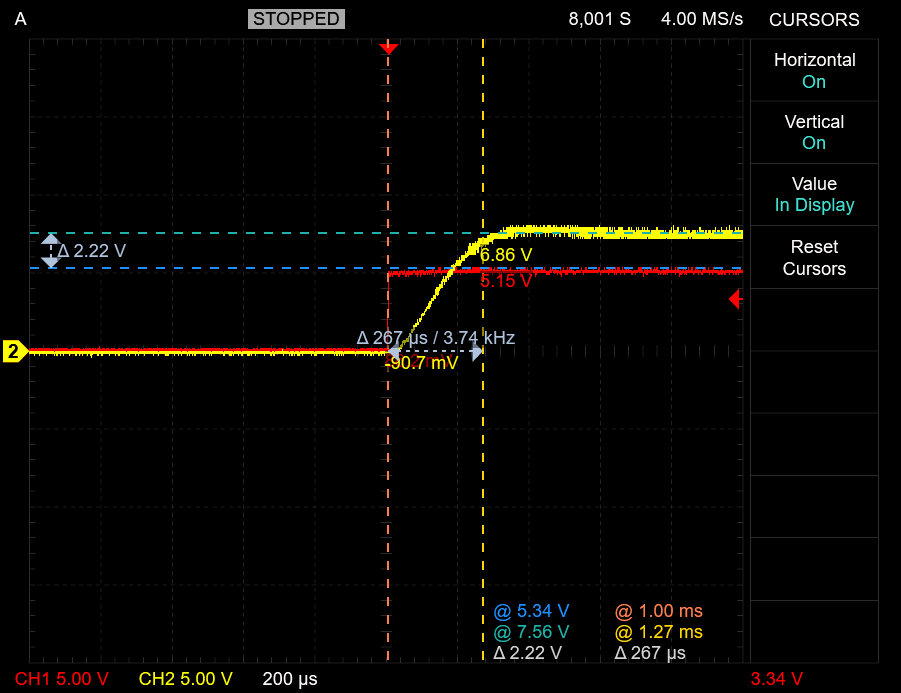 A STOPPED 8,001 S 4.00 MS/s CURSORS
Horizontal
On
Vertical
On
Value
In Display
Reset
Cursors
Δ 2.22 V
6.86 V
5.15 V
Δ 267 µs / 3.74 kHz
2
-90.7 mV
@ 5.34 V @ 1.00 ms
@ 7.56 V @ 1.27 ms
Δ 2.22 V Δ 267 µs
CH1 5.00 V CH2 5.00 V 200 µs 3.34 V